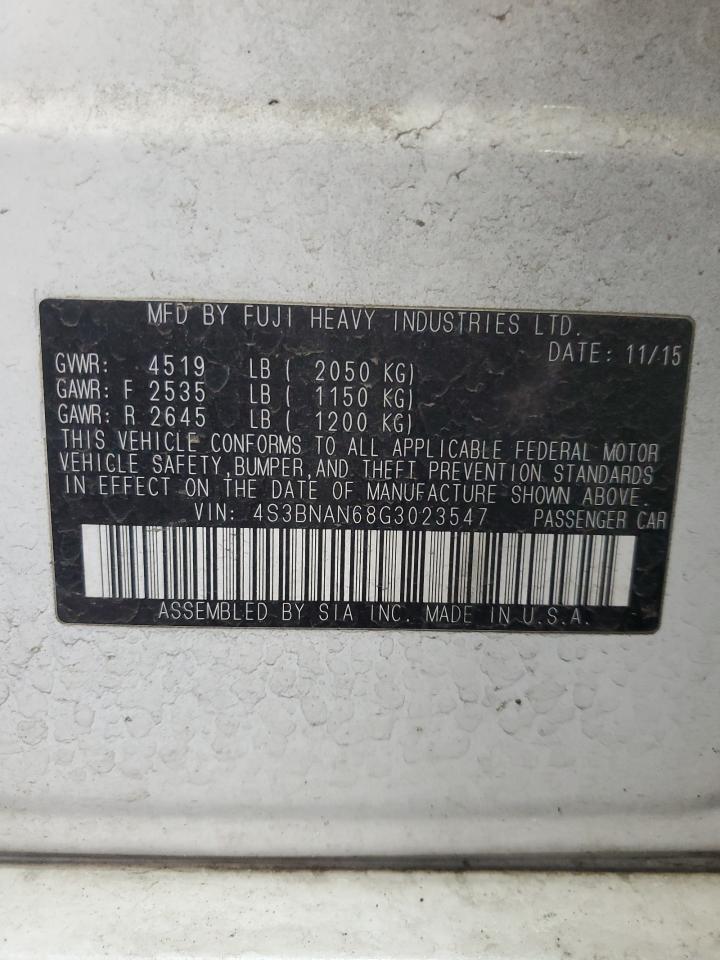 MFD BY FUJI HEAVY INDUSTRIES LTD.
DATE: 11/15
GVWR: 4519 LB ( 2050 KG)
GAWR: F 2535 LB ( 1150 KG)
GAWR: R 2645 LB ( 1200 KG)
THIS VEHICLE CONFORMS TO ALL APPLICABLE FEDERAL MOTOR
VEHICLE SAFETY, BUMPER, AND THEFT PREVENTION STANDARDS
IN EFFECT ON THE DATE OF MANUFACTURE SHOWN ABOVE.
VIN: 4S3BNAN68G3023547 PASSENGER CAR
ASSEMBLED BY SIA INC. MADE IN U.S.A.